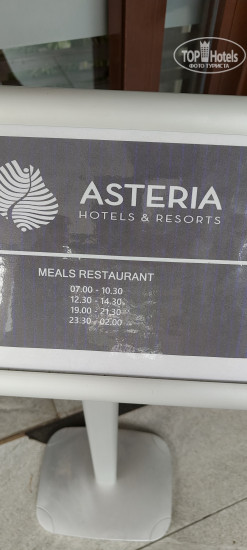 TOP Hotels
ФОТО ТУРИСТА
ASTERIA
HOTELS & RESORTS
MEALS RESTAURANT
07.00 - 10.30
12.30 - 14.30
19.00 - 21.30
23.30 - 02.00